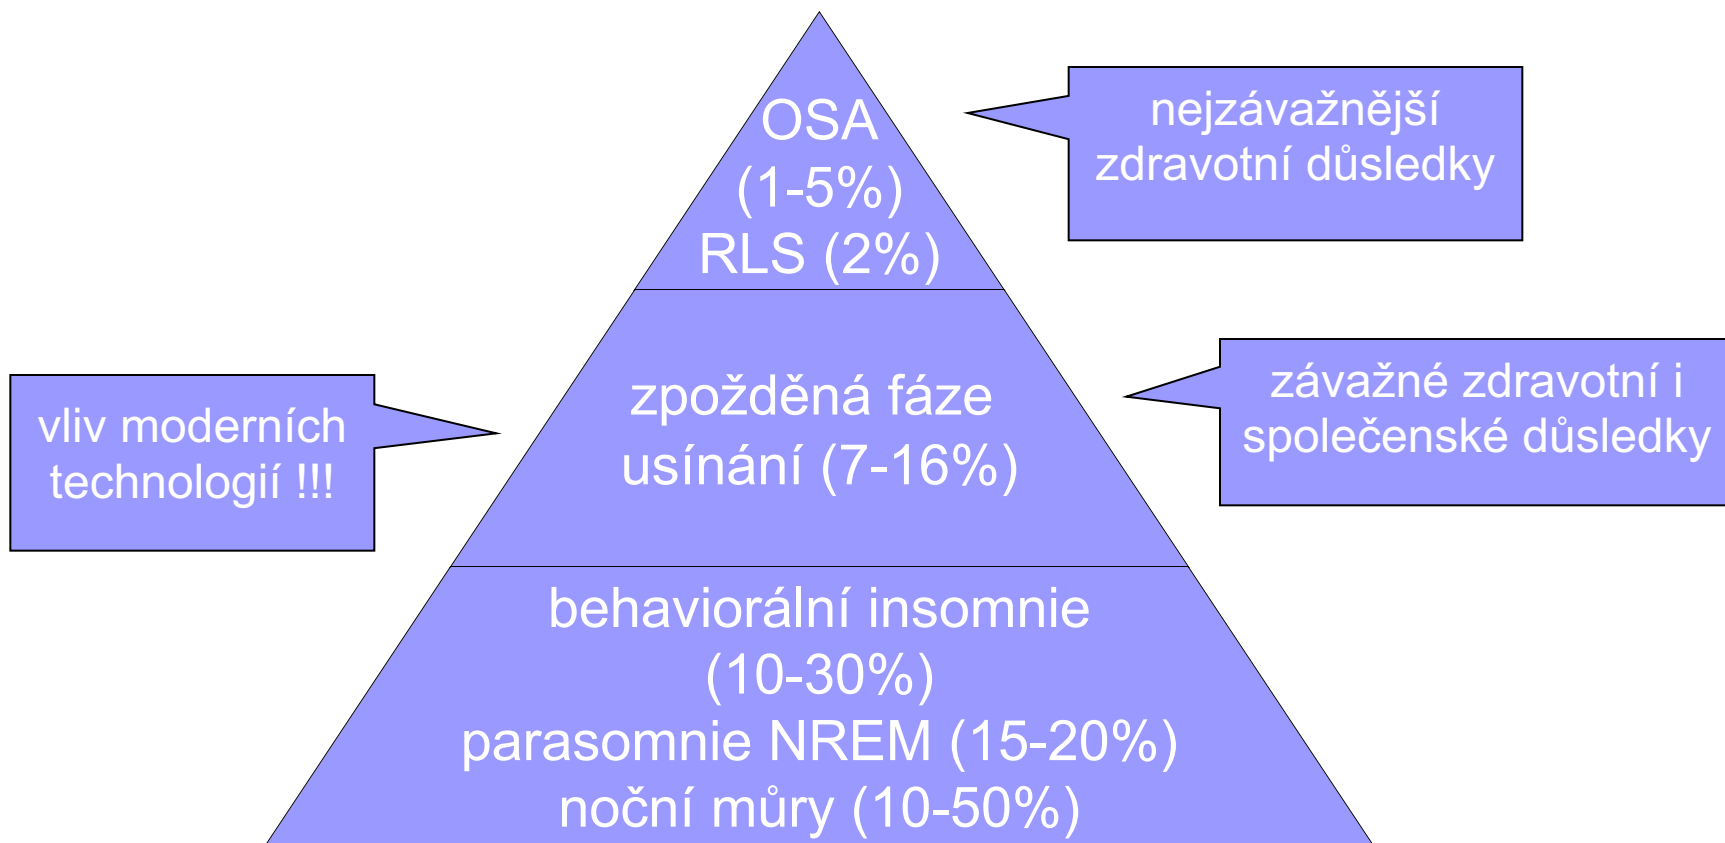 OSA
(1-5%)
RLS (2%)
nejzávažnější
zdravotní důsledky
zpožděná fáze
usínání (7-16%)
závažné zdravotní i
společenské důsledky
vliv moderních
technologií !!!
behaviorální insomnie
(10-30%)
parasomnie NREM (15-20%)
noční můry (10-50%)